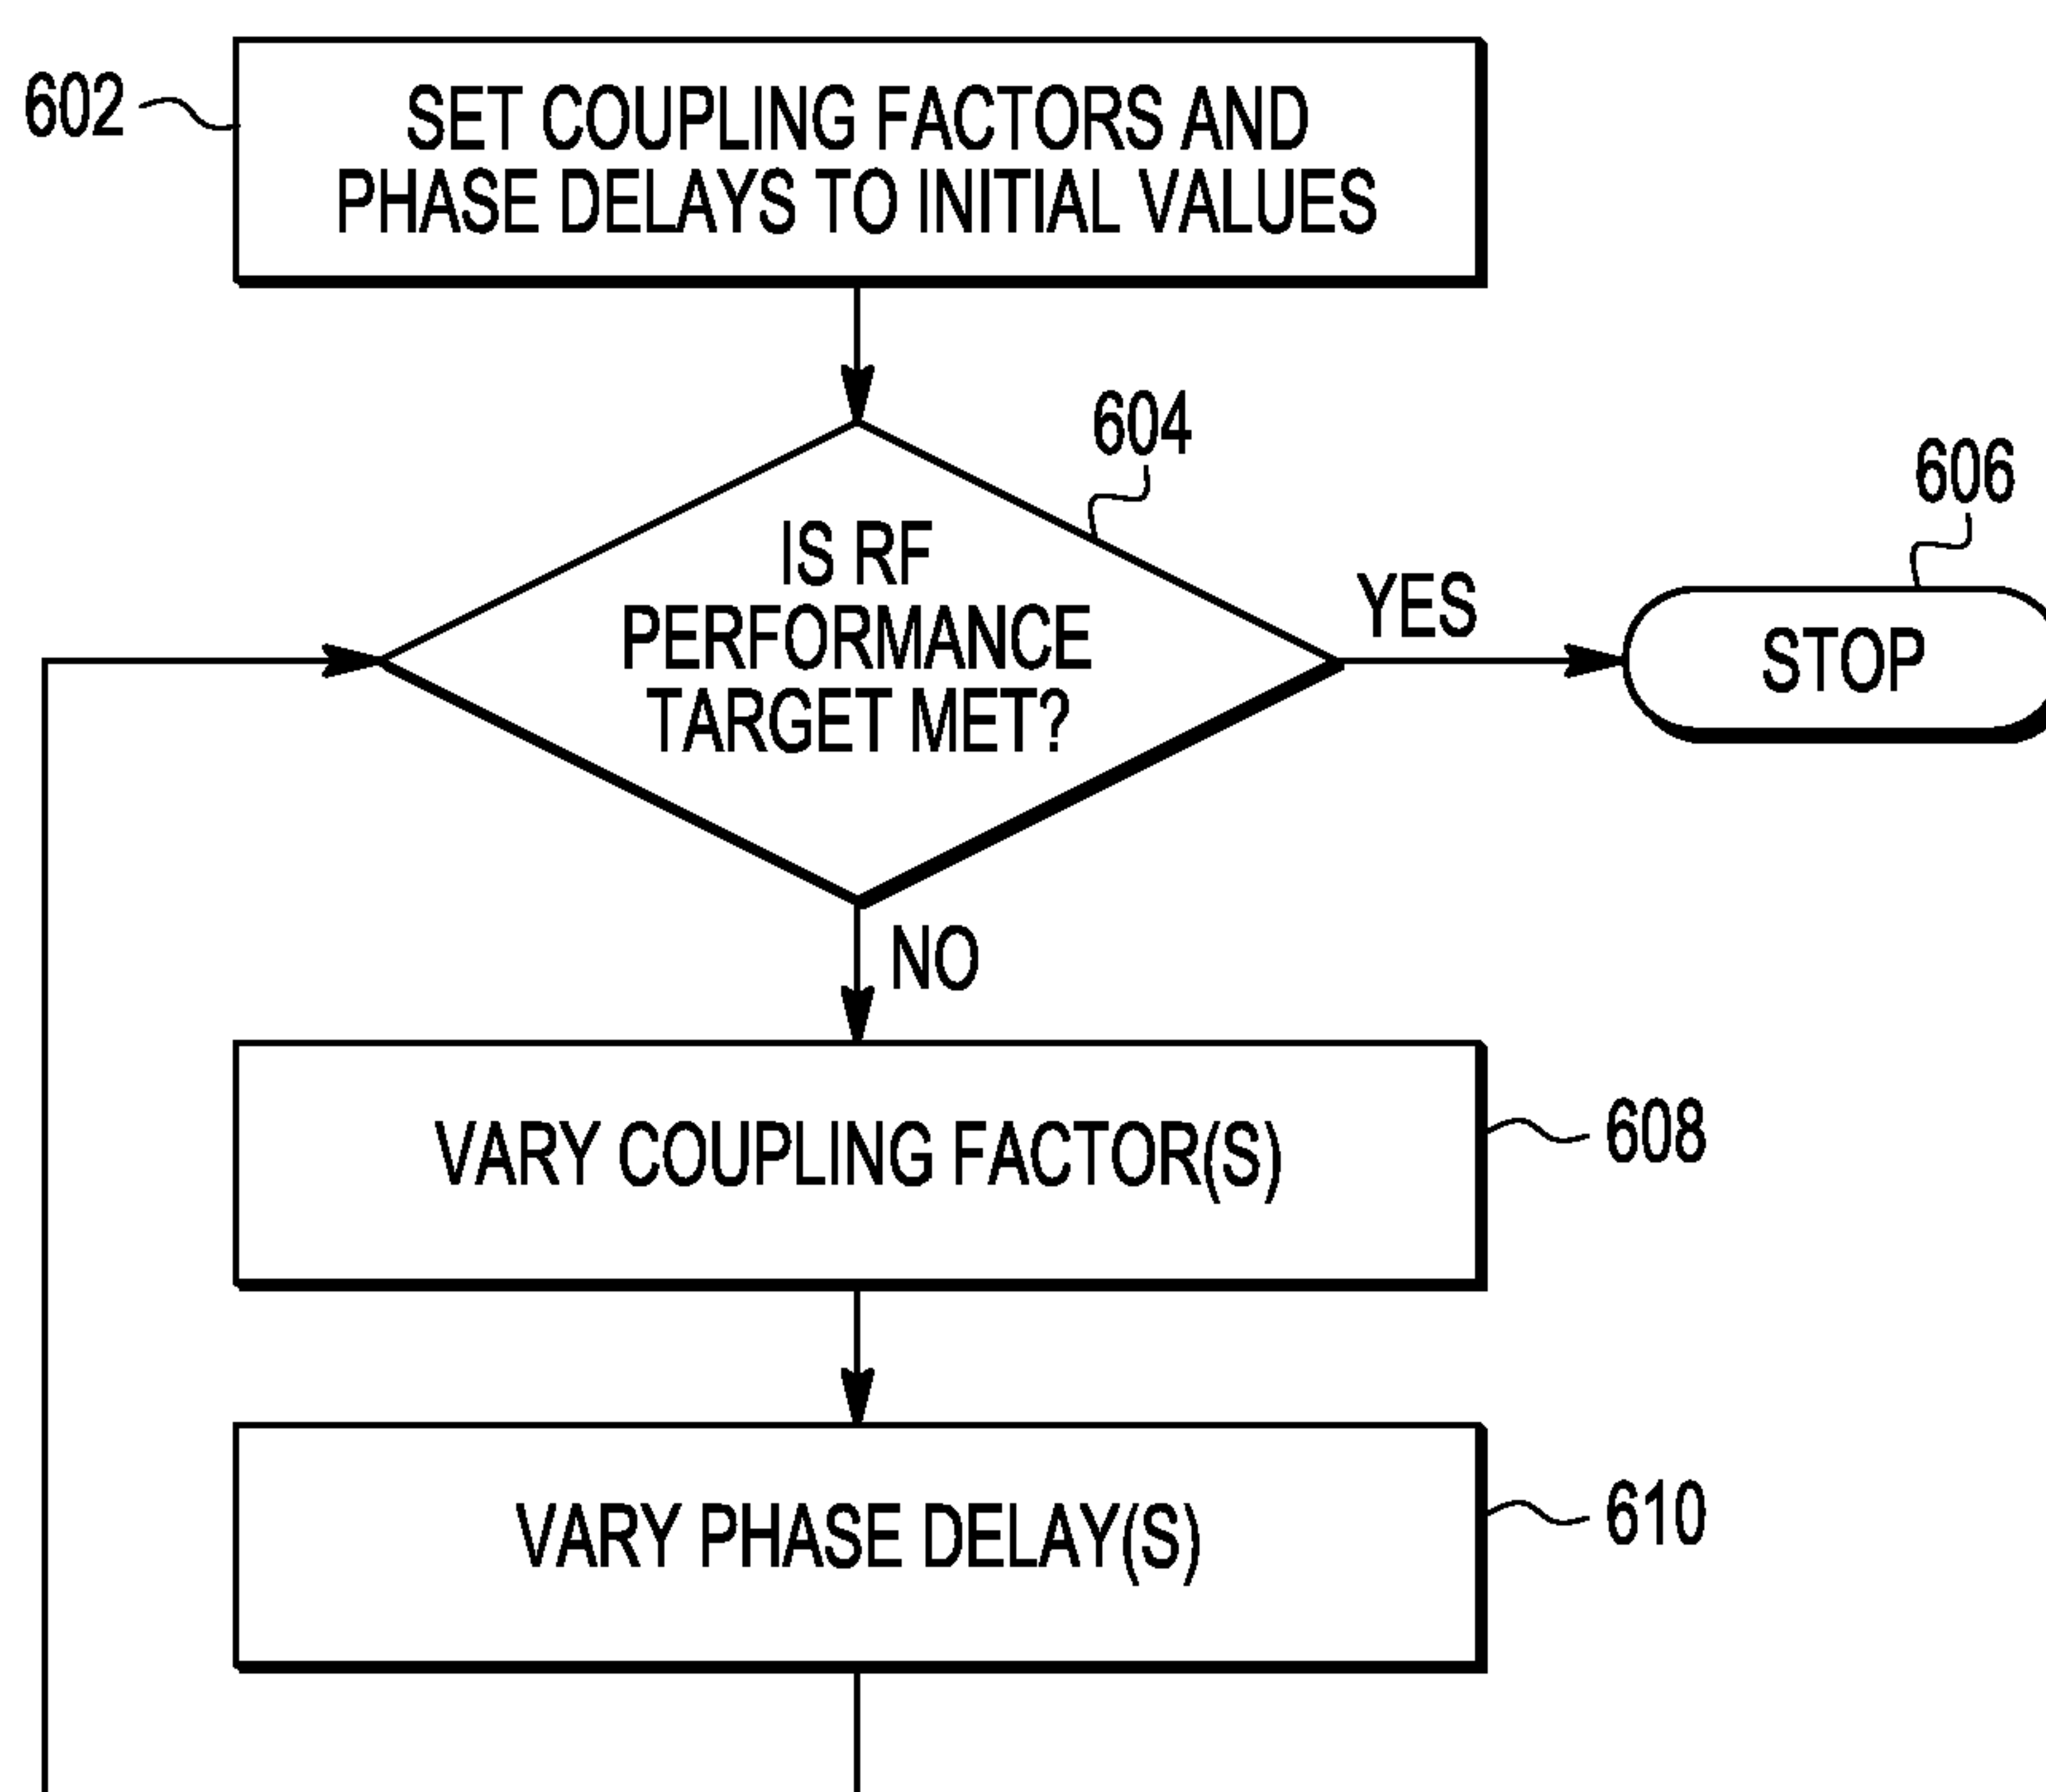 602
SET COUPLING FACTORS AND
PHASE DELAYS TO INITIAL VALUES
604
606
IS RF
PERFORMANCE
TARGET MET?
YES
STOP
NO
VARY COUPLING FACTOR(S)
608
VARY PHASE DELAY(S)
610